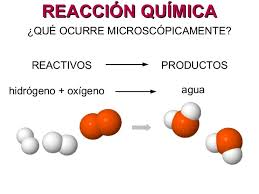 REACCIÓN QUÍMICA
¿QUÉ OCURRE MICROSCÓPICAMENTE?
REACTIVOS PRODUCTOS
hidrógeno + oxígeno agua